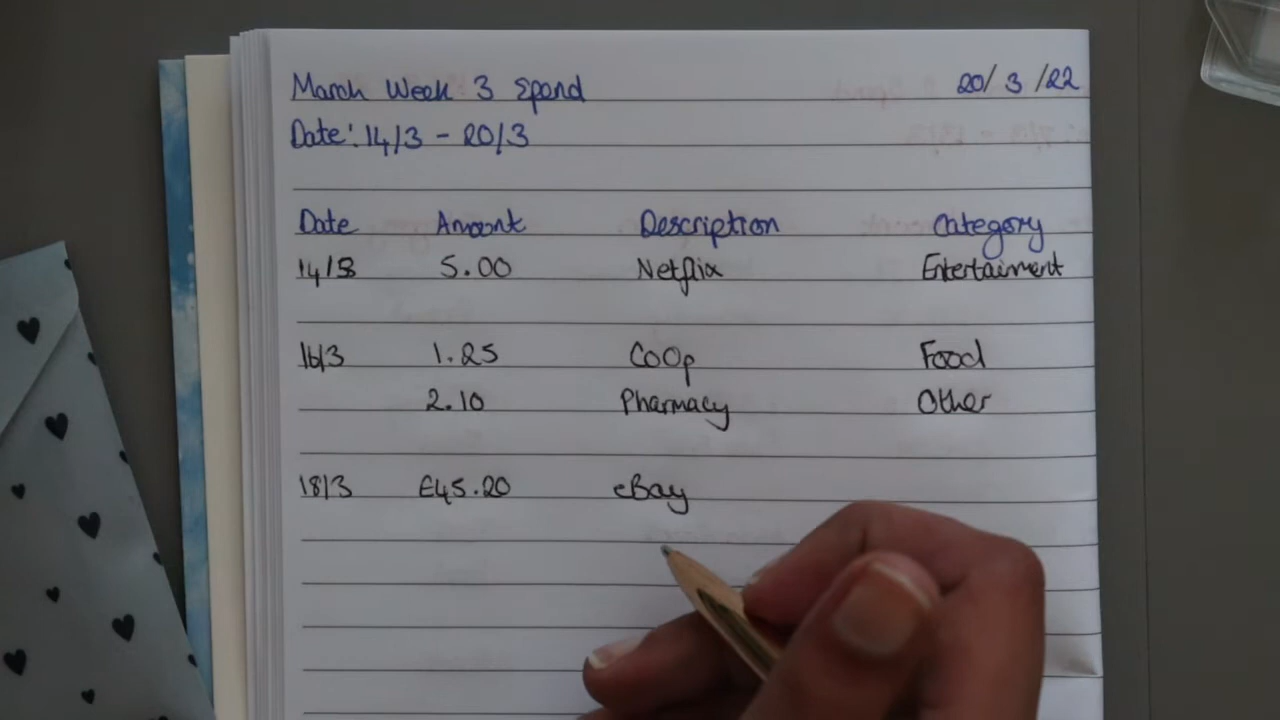 March Week 3 Spend 20/3/22
Date: 14/3 - 20/3
Date Amount Description Category
14/3 5.00 Netflix Entertaiment
16/3 1.25 CoOp Food
2.10 Pharmacy Other
18/3 £45.20 eBay